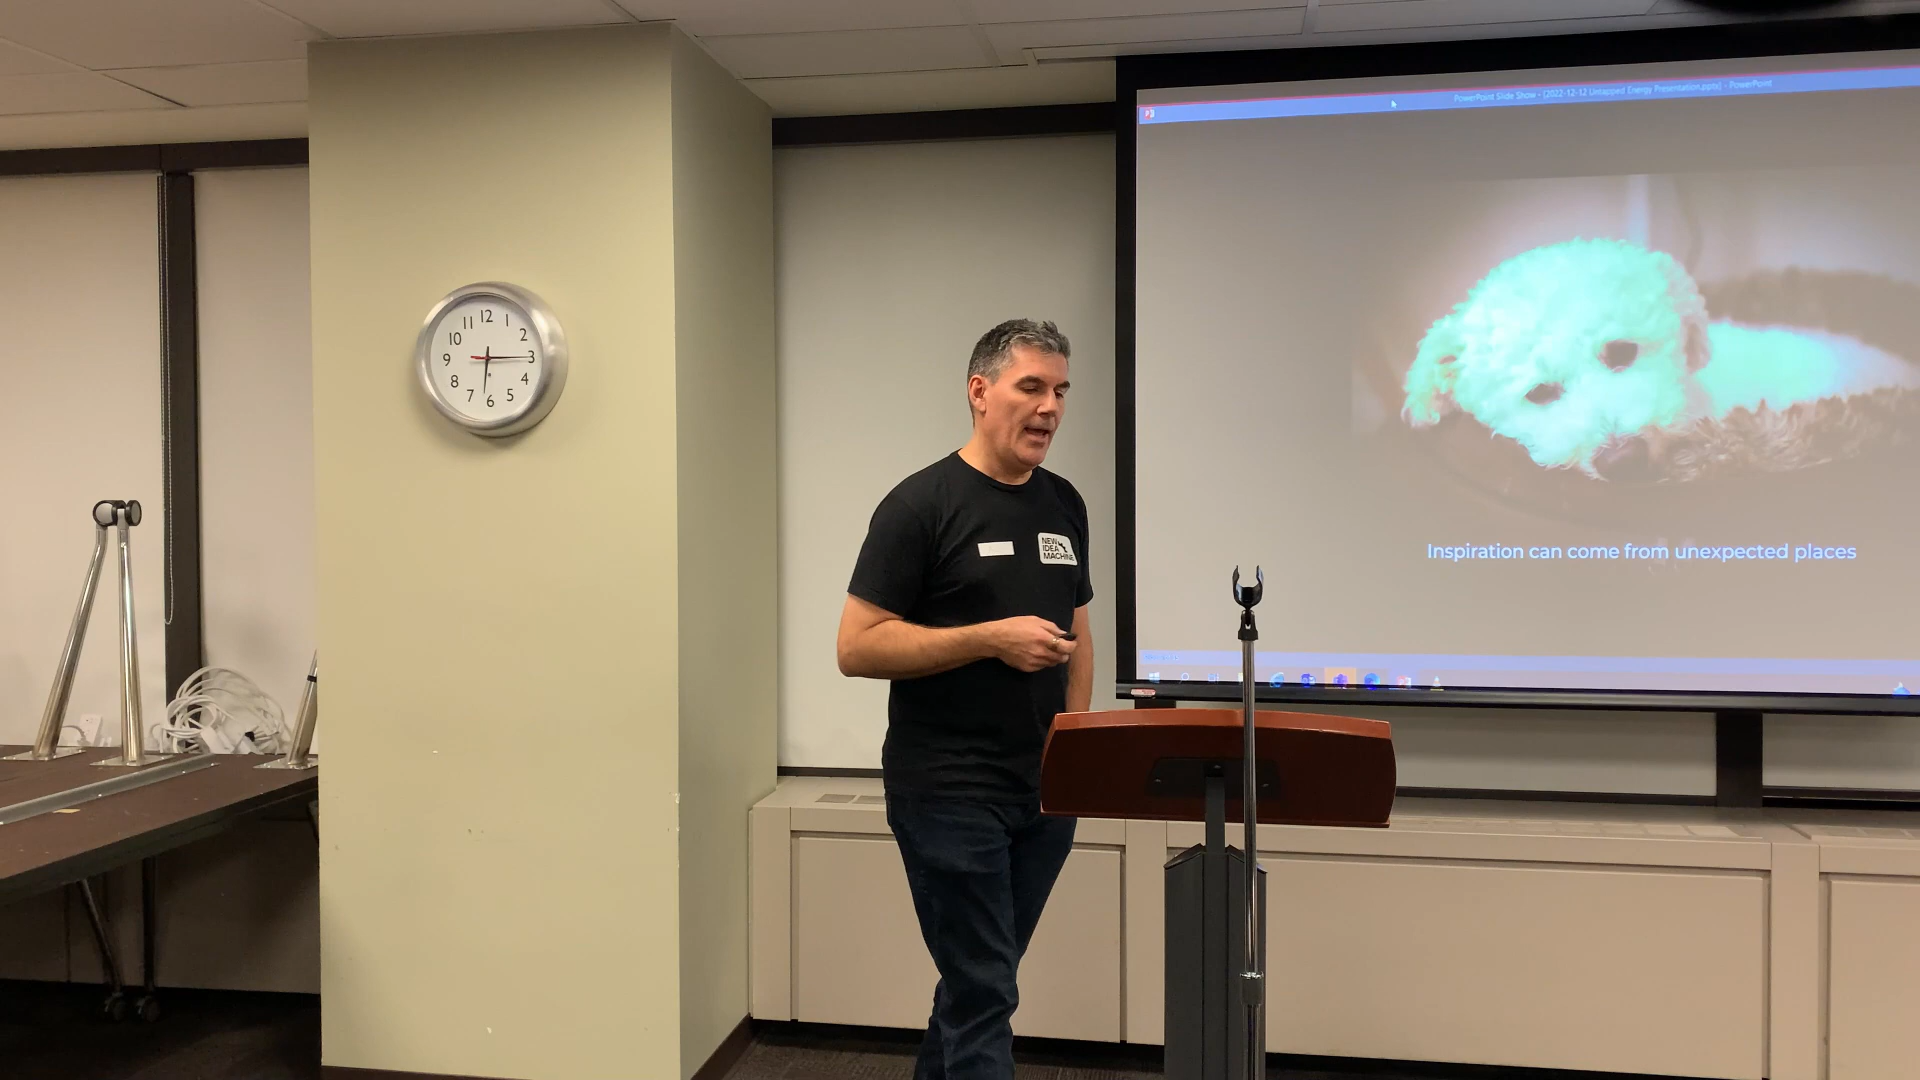 PowerPoint Slide Show - [2022-12-12 Untapped Energy Presentation.pptx] - PowerPoint
12
11
1
10
2
9
3
8
4
7
5
6
NEW
IDEA
MACHINE
Inspiration can come from unexpected places